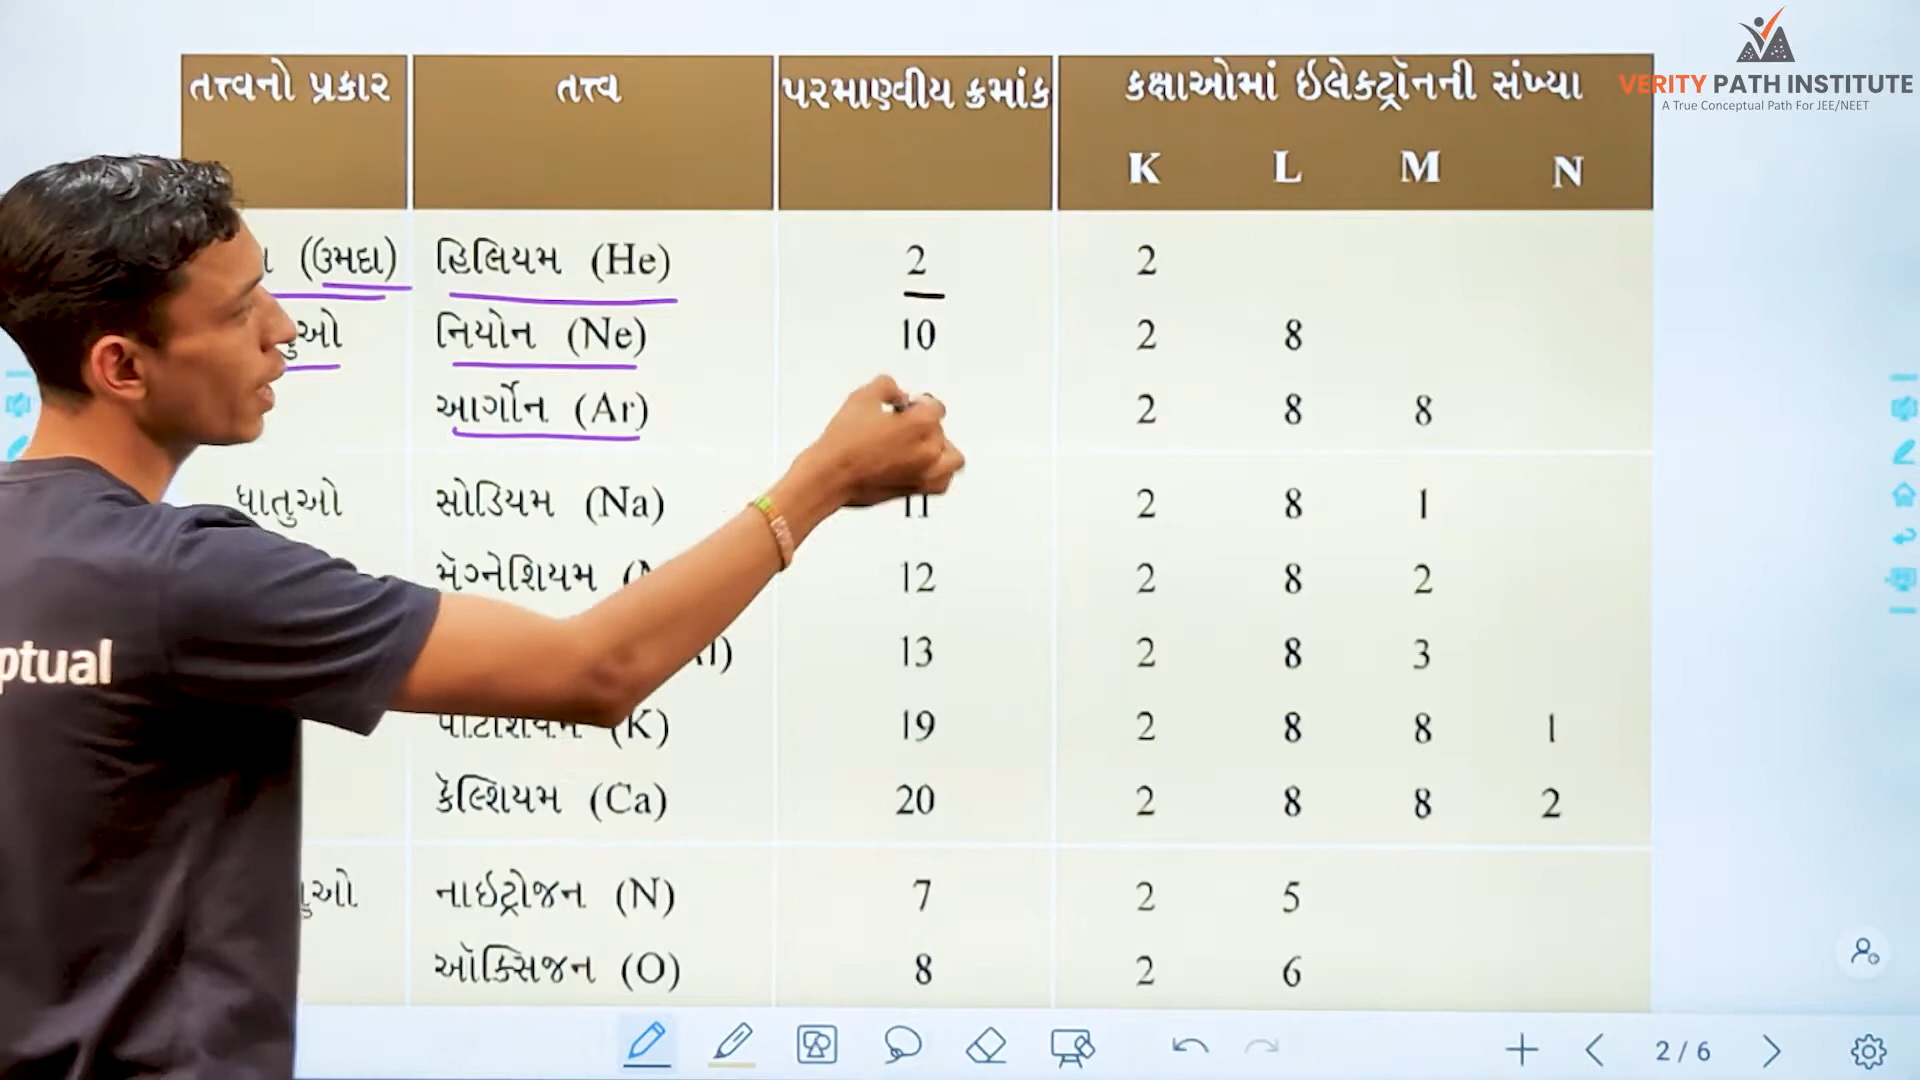 VERITY PATH INSTITUTE
A True Conceptual Path For JEE/NEET
તત્ત્વનો પ્રકાર તત્ત્વ પરમાણ્વીય ક્રમાંક કક્ષાઓમાં ઇલેક્ટ્રૉનની સંખ્યા
K L M N
(ઉમદા) હિલિયમ (He) 2 2
નિયોન (Ne) 10 2 8
આર્ગોન (Ar) 2 8 8
ધાતુઓ સોડિયમ (Na) 11 2 8 1
મૅગ્નેશિયમ 12 2 8 2
13 2 8 3
(K) 19 2 8 8 1
કૅલ્શિયમ (Ca) 20 2 8 8 2
નાઇટ્રોજન (N) 7 2 5
ઑક્સિજન (O) 8 2 6
ptual
2 / 6